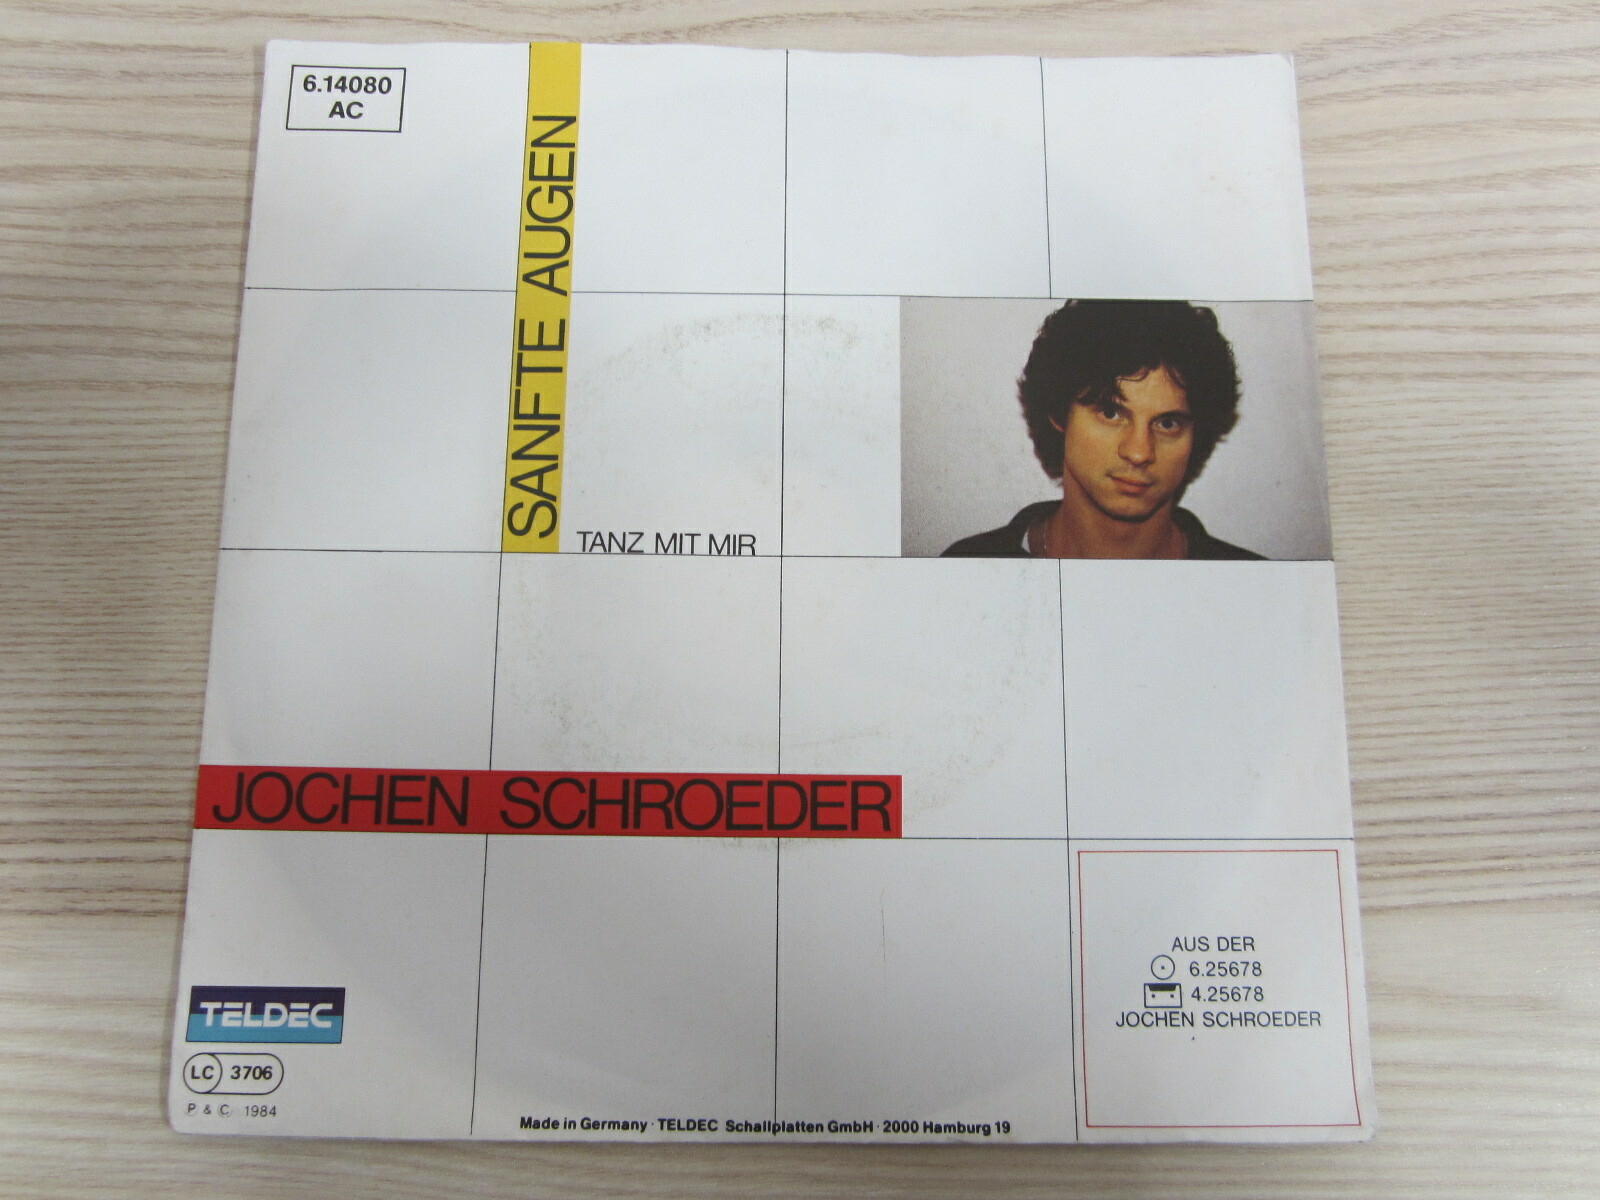 6.14080
AC
SANFTE AUGEN
TANZ MIT MIR
JOCHEN SCHROEDER
AUS DER
6.25678
4.25678
JOCHEN SCHROEDER
TELDEC
LC 3706
P & C 1984
Made in Germany · TELDEC Schallplatten GmbH · 2000 Hamburg 19